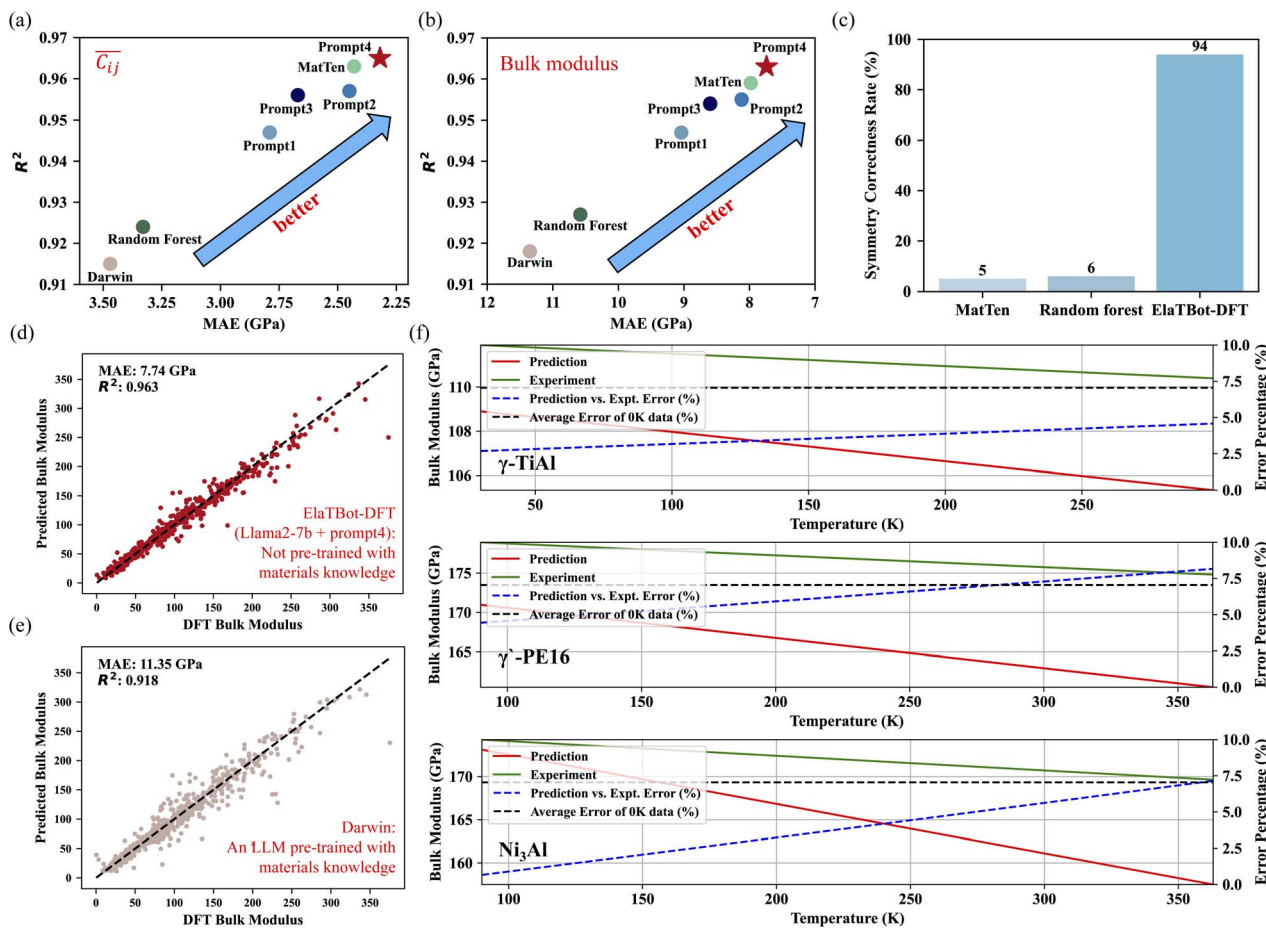 (a)
0.97
0.96
0.95
0.94
0.93
0.92
0.91
R²
C̅ᵢⱼ
Prompt4
MatTen
Prompt2
Prompt3
Prompt1
Random Forest
Darwin
better
3.50 3.25 3.00 2.75 2.50 2.25
MAE (GPa)
(b)
0.97
0.96
0.95
0.94
0.93
0.92
0.91
R²
Bulk modulus
Prompt4
MatTen
Prompt2
Prompt3
Prompt1
Random Forest
Darwin
better
12 11 10 9 8 7
MAE (GPa)
(c)
Symmetry Correctness Rate (%)
100
80
60
40
20
0
5
6
94
MatTen Random forest ElaTBot-DFT
(d)
MAE: 7.74 GPa
R²: 0.963
Predicted Bulk Modulus
350
300
250
200
150
100
50
0
ElaTBot-DFT
(Llama2-7b + prompt4):
Not pre-trained with
materials knowledge
0 50 100 150 200 250 300 350
DFT Bulk Modulus
(e)
MAE: 11.35 GPa
R²: 0.918
Predicted Bulk Modulus
350
300
250
200
150
100
50
0
Darwin:
An LLM pre-trained with
materials knowledge
0 50 100 150 200 250 300 350
DFT Bulk Modulus
(f)
Bulk Modulus (GPa)
110
108
106
Prediction
Experiment
Prediction vs. Expt. Error (%)
Average Error of 0K data (%)
γ-TiAl
10.0
7.5
5.0
2.5
0.0
Error Percentage (%)
50 100 150 200 250
Temperature (K)
Bulk Modulus (GPa)
175
170
165
Prediction
Experiment
Prediction vs. Expt. Error (%)
Average Error of 0K data (%)
γ`-PE16
10.0
7.5
5.0
2.5
0.0
Error Percentage (%)
100 150 200 250 300 350
Temperature (K)
Bulk Modulus (GPa)
170
165
160
Prediction
Experiment
Prediction vs. Expt. Error (%)
Average Error of 0K data (%)
Ni₃Al
10.0
7.5
5.0
2.5
0.0
Error Percentage (%)
100 150 200 250 300 350
Temperature (K)